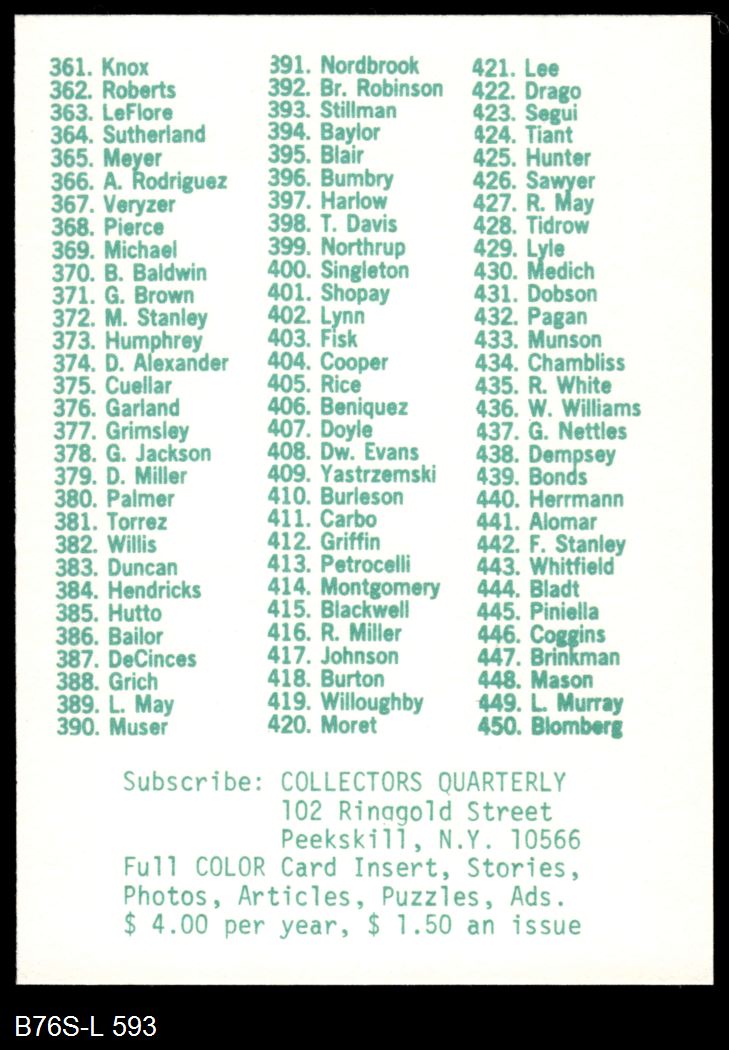 361. Knox
362. Roberts
363. LeFlore
364. Sutherland
365. Meyer
366. A. Rodriguez
367. Veryzer
368. Pierce
369. Michael
370. B. Baldwin
371. G. Brown
372. M. Stanley
373. Humphrey
374. D. Alexander
375. Cuellar
376. Garland
377. Grimsley
378. G. Jackson
379. D. Miller
380. Palmer
381. Torrez
382. Willis
383. Duncan
384. Hendricks
385. Hutto
386. Bailor
387. DeCinces
388. Grich
389. L. May
390. Muser
391. Nordbrook
392. Br. Robinson
393. Stillman
394. Baylor
395. Blair
396. Bumbry
397. Harlow
398. T. Davis
399. Northrup
400. Singleton
401. Shopay
402. Lynn
403. Fisk
404. Cooper
405. Rice
406. Beniquez
407. Doyle
408. Dw. Evans
409. Yastrzemski
410. Burleson
411. Carbo
412. Griffin
413. Petrocelli
414. Montgomery
415. Blackwell
416. R. Miller
417. Johnson
418. Burton
419. Willoughby
420. Moret
421. Lee
422. Drago
423. Segui
424. Tiant
425. Hunter
426. Sawyer
427. R. May
428. Tidrow
429. Lyle
430. Medich
431. Dobson
432. Pagan
433. Munson
434. Chambliss
435. R. White
436. W. Williams
437. G. Nettles
438. Dempsey
439. Bonds
440. Herrmann
441. Alomar
442. F. Stanley
443. Whitfield
444. Bladt
445. Piniella
446. Coggins
447. Brinkman
448. Mason
449. L. Murray
450. Blomberg
Subscribe: COLLECTORS QUARTERLY
102 Ringgold Street
Peekskill, N.Y. 10566
Full COLOR Card Insert, Stories,
Photos, Articles, Puzzles, Ads.
$ 4.00 per year, $ 1.50 an issue
B76S-L 593